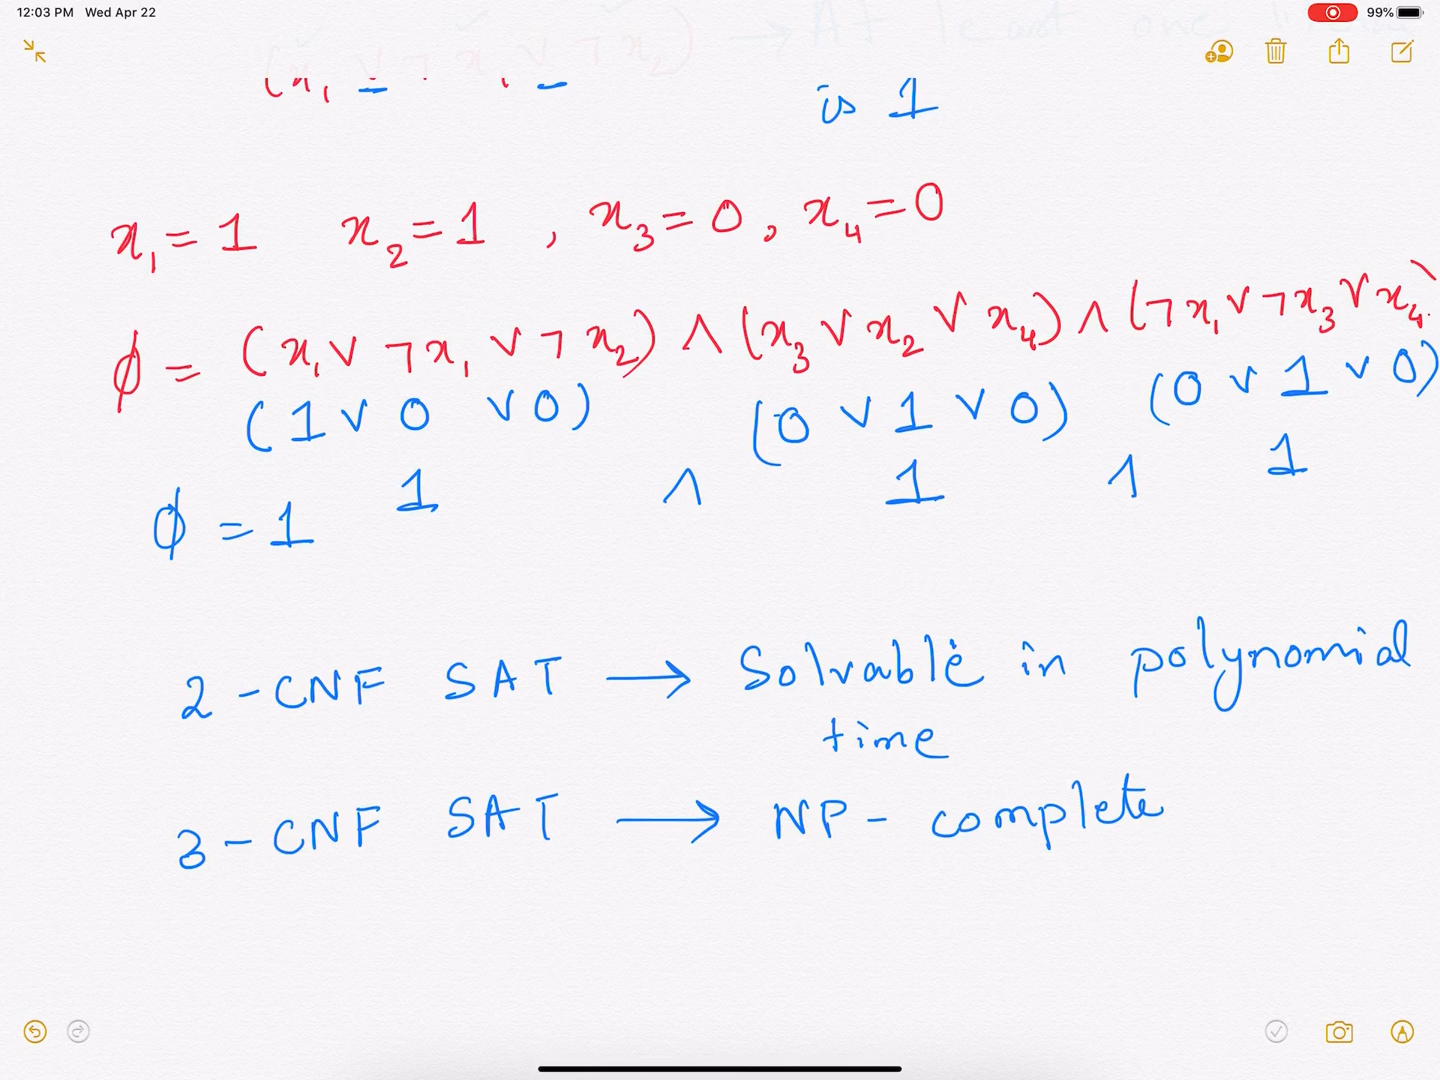 12:03 PM Wed Apr 22
99%
is 1
x₁ = 1 x₂ = 1 , x₃ = 0 , x₄ = 0
ϕ = (x₁ ∨ ¬x₁ ∨ ¬x₂) ∧ (x₃ ∨ x₂ ∨ x₄) ∧ (¬x₁ ∨ ¬x₃ ∨ x₄)
(1 ∨ 0 ∨ 0) (0 ∨ 1 ∨ 0) (0 ∨ 1 ∨ 0)
1 ∧ 1 ∧ 1
ϕ = 1
2-CNF SAT → Solvable in polynomial
time
3-CNF SAT → NP-complete